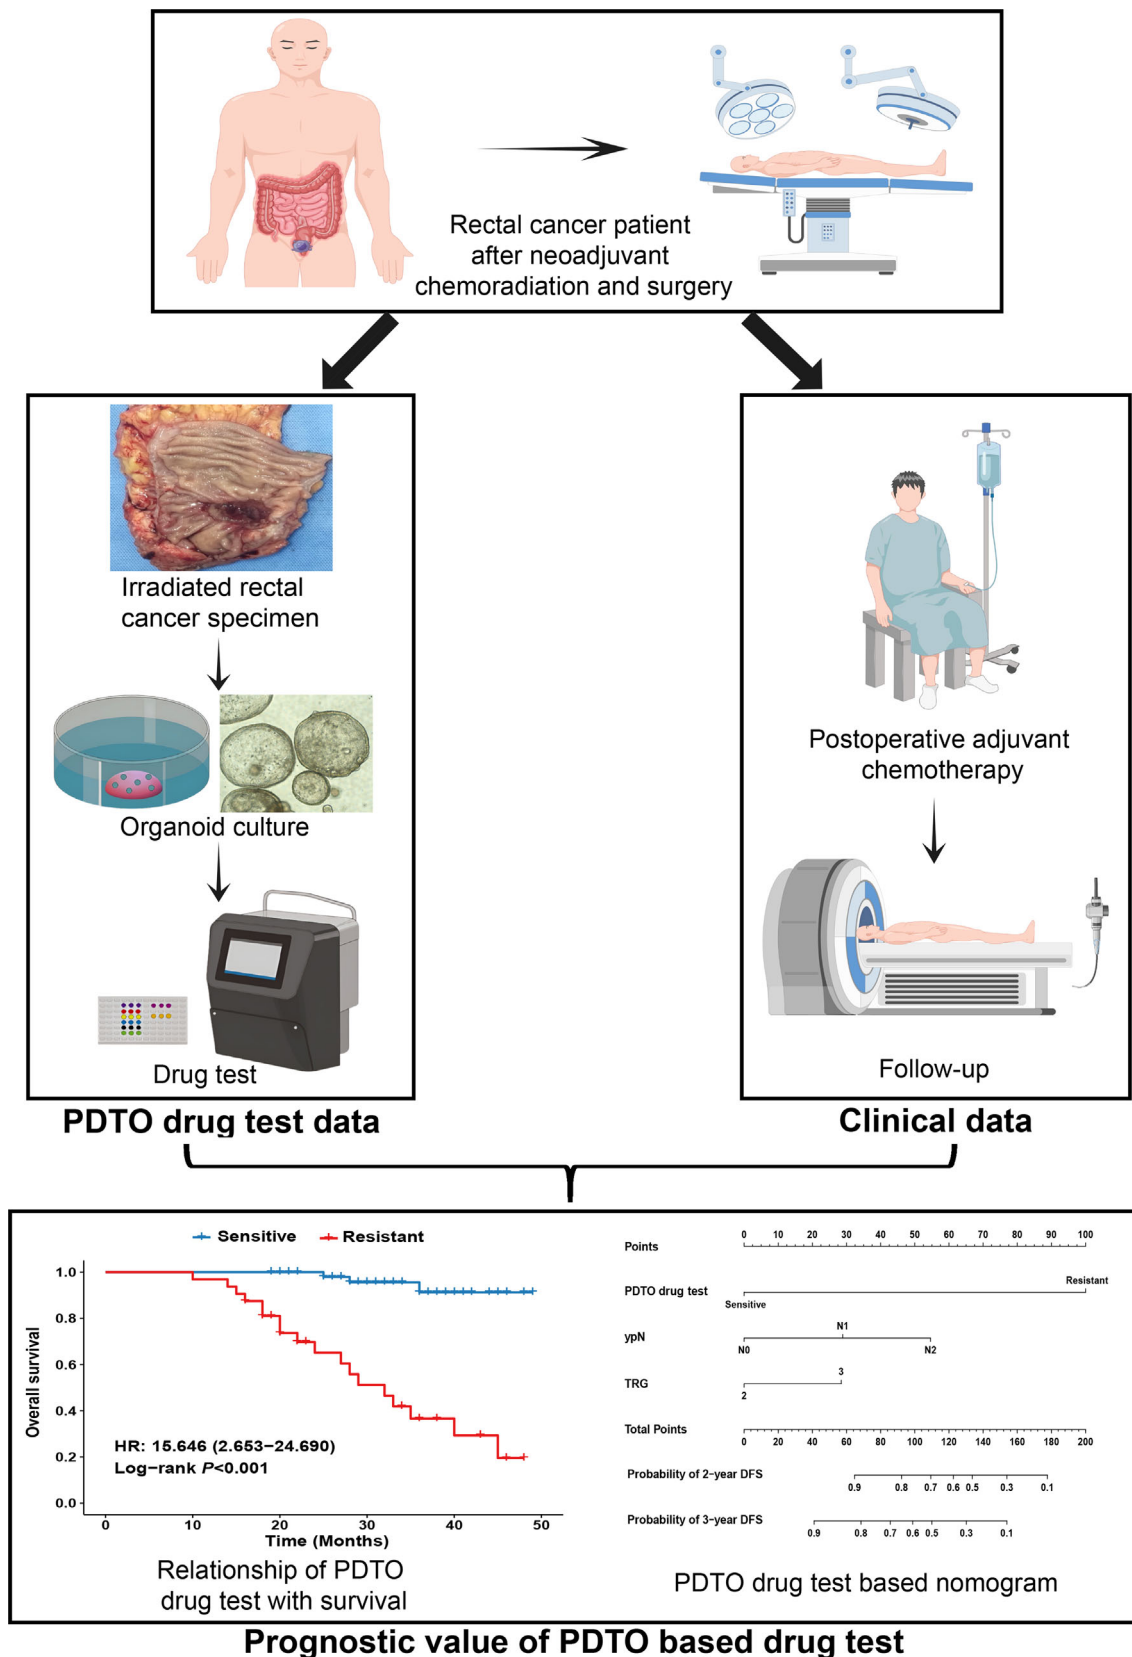 Rectal cancer patient
after neoadjuvant
chemoradiation and surgery
Irradiated rectal
cancer specimen
Organoid culture
Drug test
PDTO drug test data
Postoperative adjuvant
chemotherapy
Follow-up
Clinical data
Sensitive Resistant
Overall survival
1.0
0.8
0.6
0.4
0.2
0.0
HR: 15.646 (2.653−24.690)
Log−rank P<0.001
0 10 20 30 40 50
Time (Months)
Relationship of PDTO
drug test with survival
Points
0 10 20 30 40 50 60 70 80 90 100
PDTO drug test
Resistant
Sensitive
ypN
N1
N0 N2
TRG
3
2
Total Points
0 20 40 60 80 100 120 140 160 180 200
Probability of 2−year DFS
0.9 0.8 0.7 0.6 0.5 0.3 0.1
Probability of 3−year DFS
0.9 0.8 0.7 0.6 0.5 0.3 0.1
PDTO drug test based nomogram
Prognostic value of PDTO based drug test